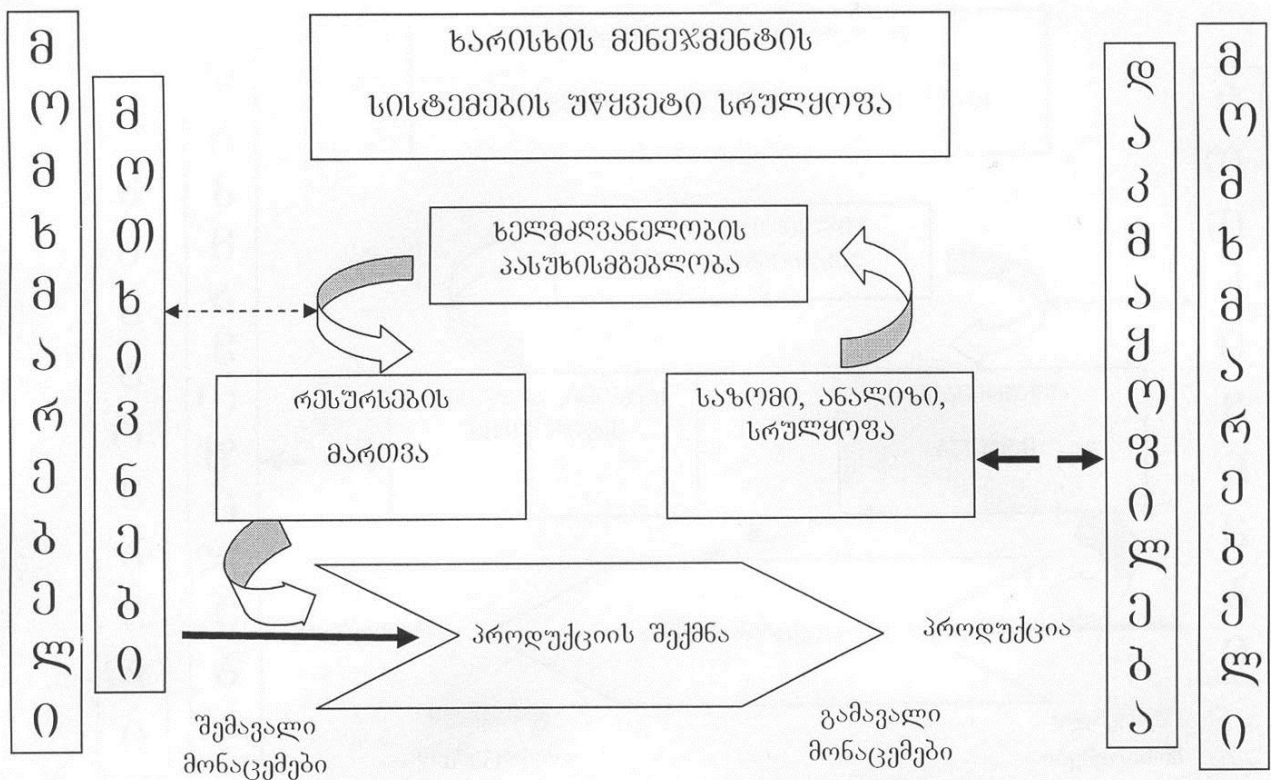 მომხმარებელი
მოთხივნები
ხარისხის მენეჯმენტის
სისტემების უწყვეტი სრულყოფა
ხელმძღვანელობის
პასუხისმგებლობა
რესურსების
მართვა
საზომი, ანალიზი,
სრულყოფა
პროდუქციის შექმნა
პროდუქცია
შემავალი
მონაცემები
გამავალი
მონაცემები
დაკმაყოფილება
მომხმარებელი